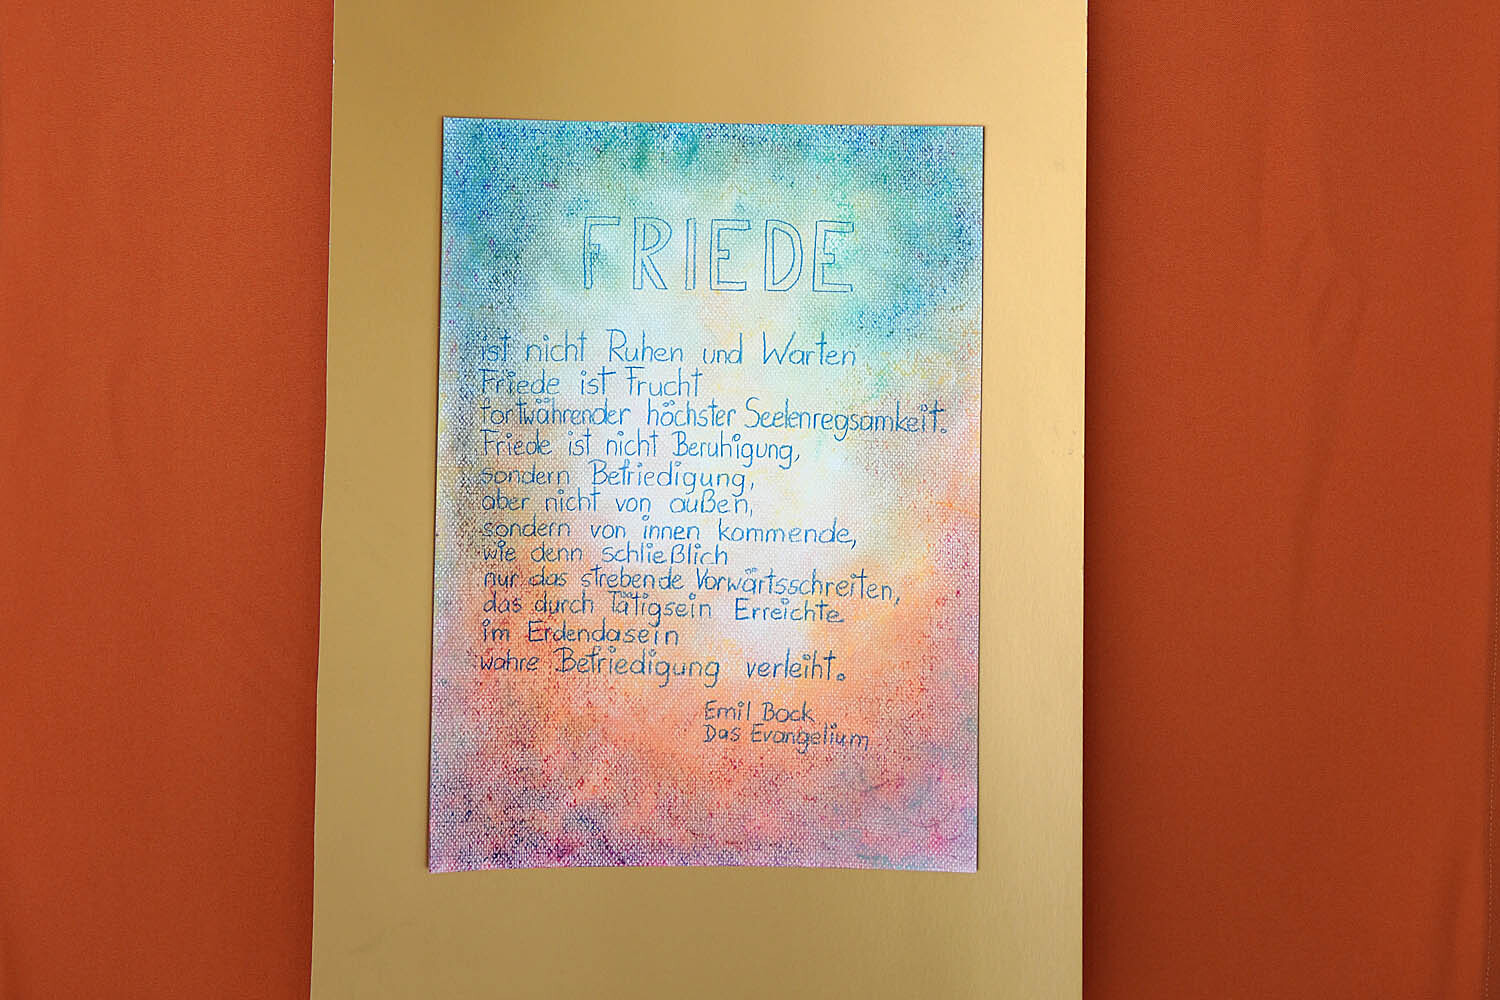 FRIEDE
ist nicht Ruhen und Warten
Friede ist Frucht
fortwährender höchster Seelenregsamkeit.
Friede ist nicht Beruhigung,
sondern Befriedigung,
aber nicht von außen,
sondern von innen kommende,
wie denn schließlich
nur das strebende Vorwärtsschreiten,
das durch Tätigsein Erreichte
im Erdendasein
wahre Befriedigung verleiht.
Emil Bock
Das Evangelium